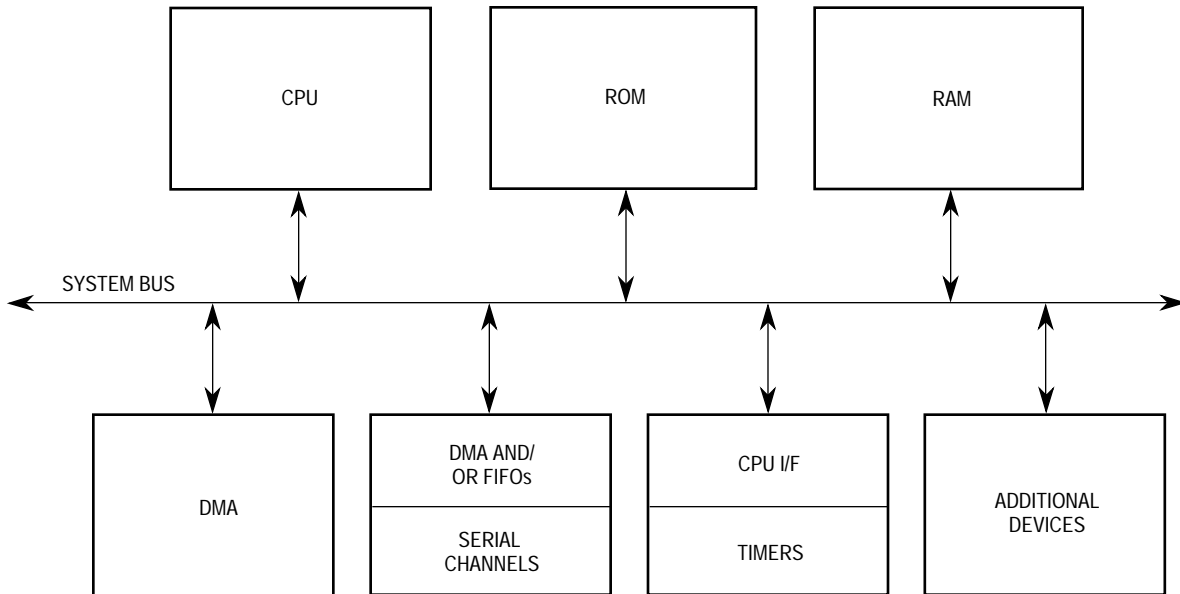 CPU
ROM
RAM
SYSTEM BUS
DMA
DMA AND/
OR FIFOs
SERIAL
CHANNELS
CPU I/F
TIMERS
ADDITIONAL
DEVICES